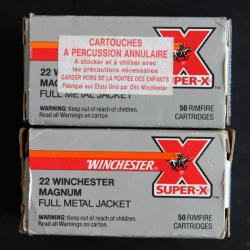 CARTOUCHES
A PERCUSSION ANNULAIRE
A stocker et à utiliser avec
les précautions nécessaires
GARDER HORS DE LA PORTÉE DES ENFANTS
Fabriqué aux États Unis par Olin Winchester
22 W
MAGNUM
FULL METAL JACKET
WARNING: Keep out of reach of children.
Read all Warnings on carton.
X
SUPER-X
50 RIMFIRE
CARTRIDGES
WINCHESTER
22 WINCHESTER
MAGNUM
FULL METAL JACKET
WARNING: Keep out of reach of children.
Read all Warnings on carton.
X
SUPER-X
50 RIMFIRE
CARTRIDGES